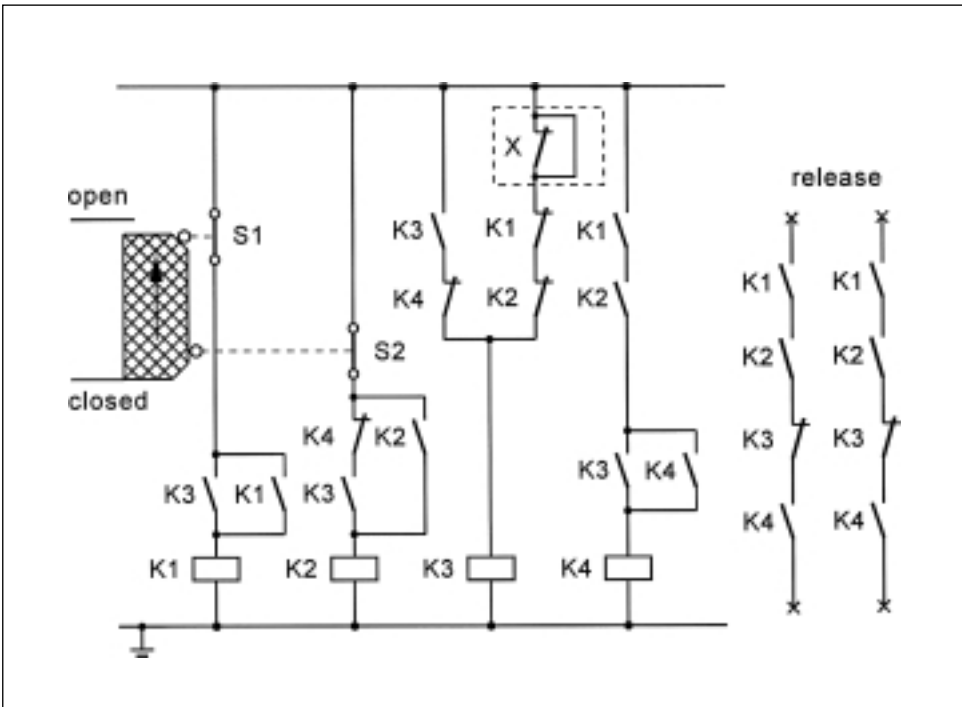 X
release
open
S1
K3 K1 K1 K1 K1
K4 K2 K2 K2 K2
S2
closed
K4 K2 K3 K3
K3 K1 K3 K3 K4 K4 K4
K1 K2 K3 K4